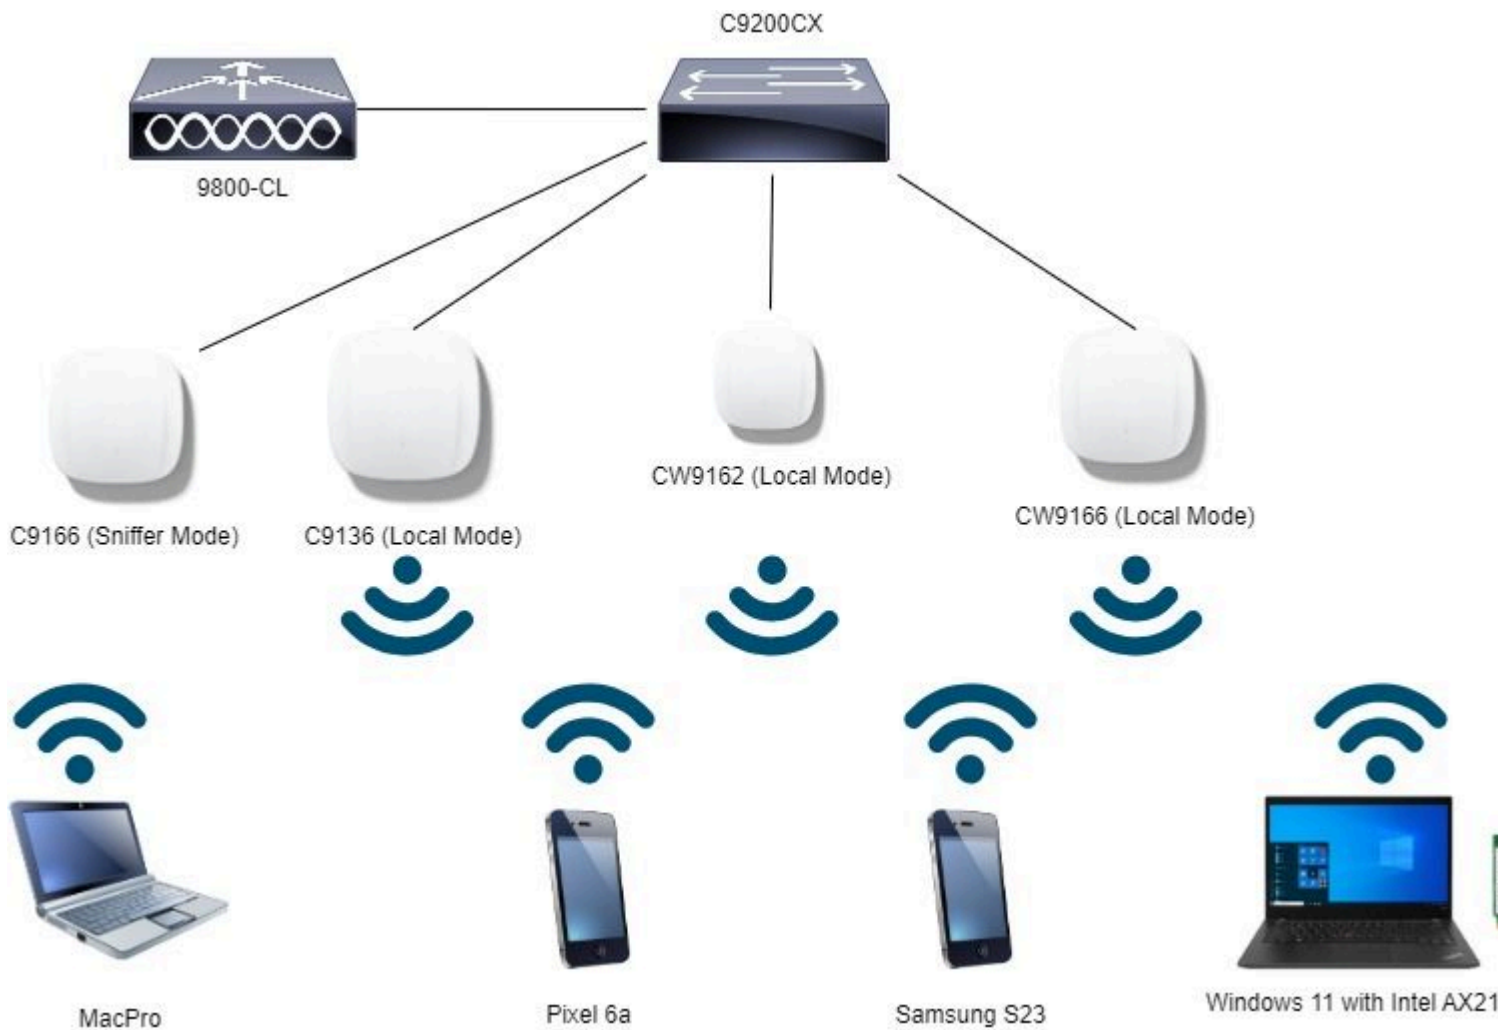 C9200CX
9800-CL
C9166 (Sniffer Mode)
C9136 (Local Mode)
CW9162 (Local Mode)
CW9166 (Local Mode)
MacPro
Pixel 6a
Samsung S23
Windows 11 with Intel AX21